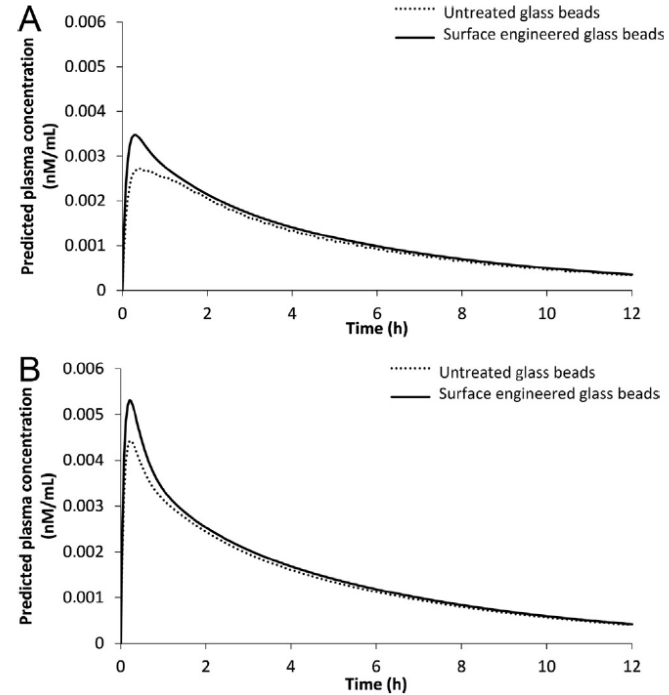 A
Untreated glass beads
Surface engineered glass beads
Predicted plasma concentration
(nM/mL)
0.006
0.005
0.004
0.003
0.002
0.001
0
0 2 4 6 8 10 12
Time (h)
B
Untreated glass beads
Surface engineered glass beads
Predicted plasma concentration
(nM/mL)
0.006
0.005
0.004
0.003
0.002
0.001
0
0 2 4 6 8 10 12
Time (h)